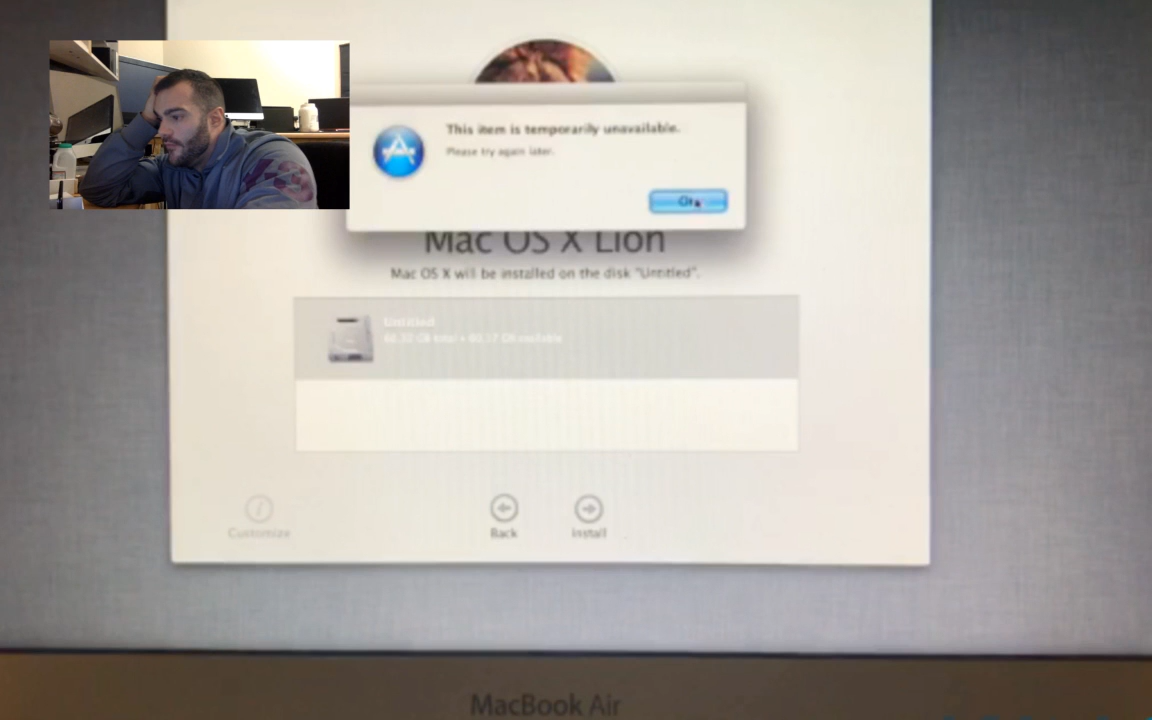 This item is temporarily unavailable.
Please try again later.
Mac OS X Lion
Mac OS X will be installed on the disk "Untitled".
Untitled
Customize
Back
Install
MacBook Air